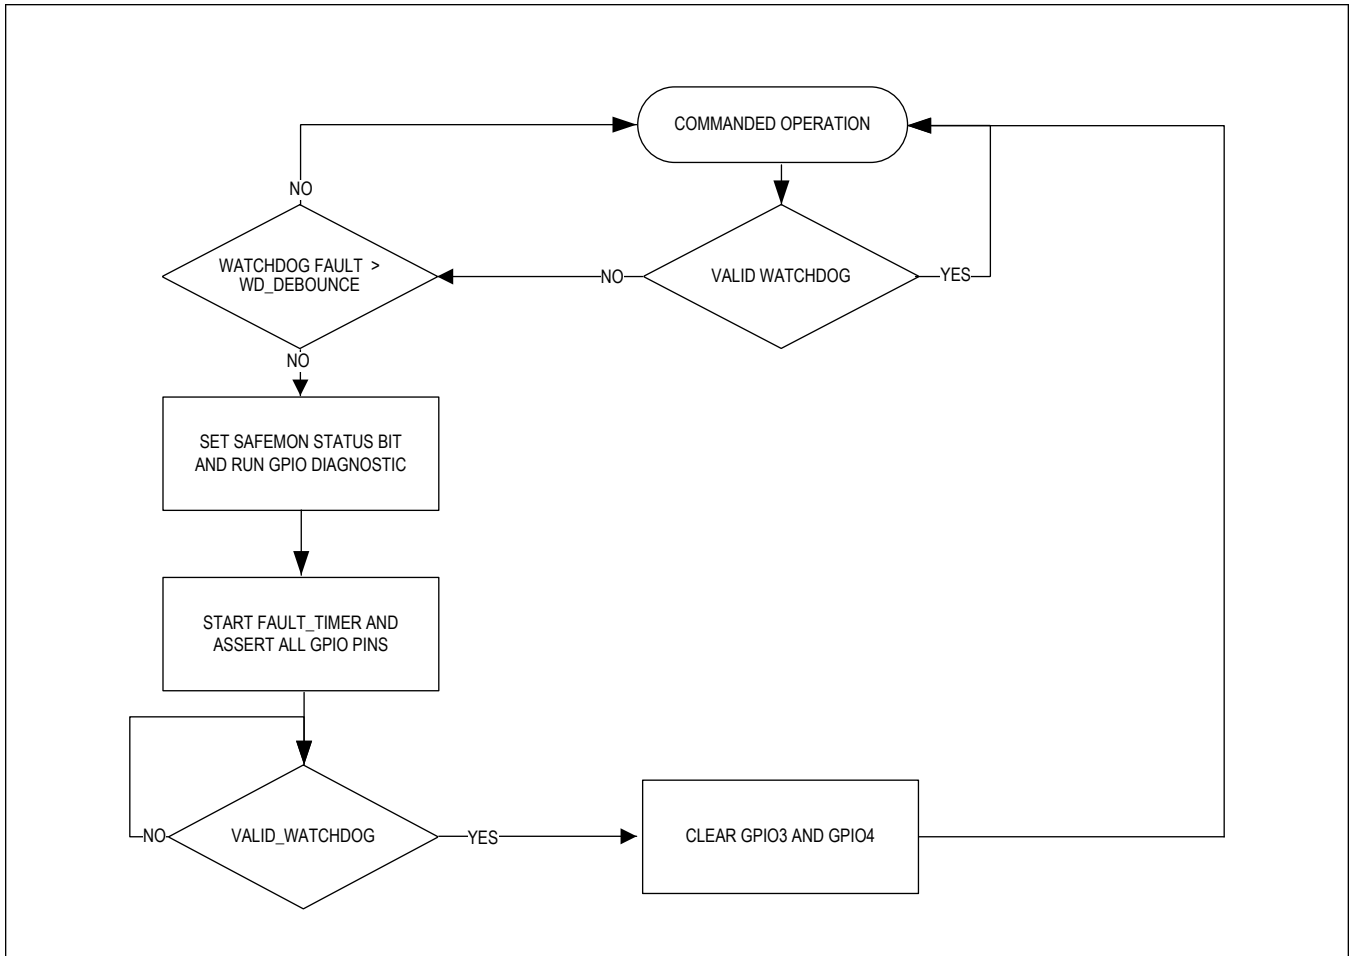 COMMANDED OPERATION
NO
WATCHDOG FAULT >
WD_DEBOUNCE
NO
VALID WATCHDOG
YES
NO
SET SAFEMON STATUS BIT
AND RUN GPIO DIAGNOSTIC
START FAULT_TIMER AND
ASSERT ALL GPIO PINS
NO
VALID_WATCHDOG
YES
CLEAR GPIO3 AND GPIO4